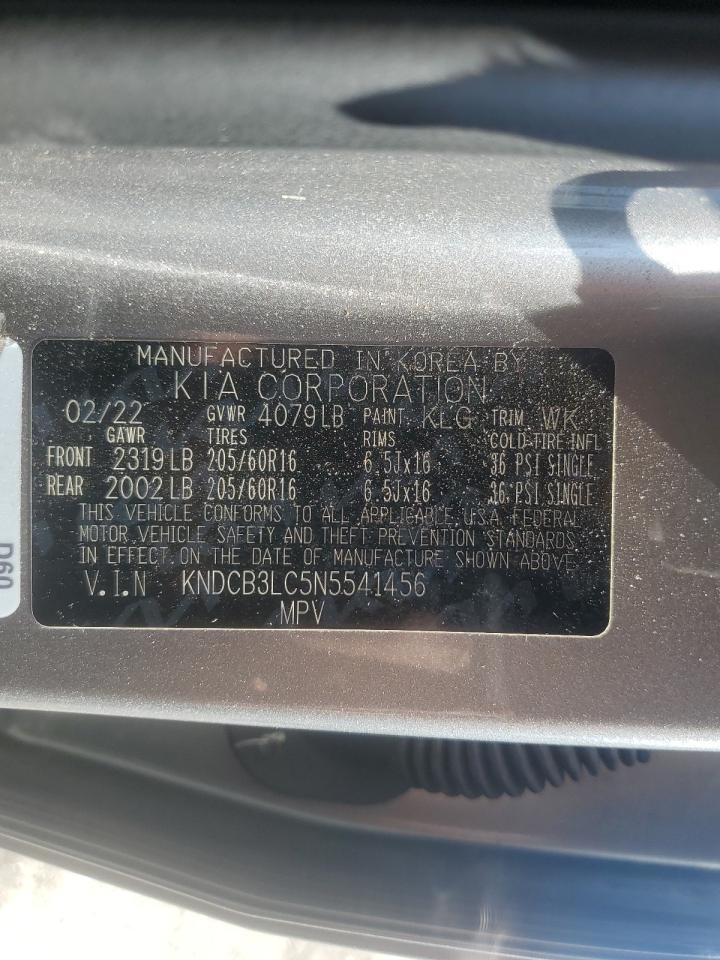 MANUFACTURED IN KOREA BY
KIA CORPORATION
02/22 GVWR 4079LB PAINT. KLG TRIM. WK
GAWR TIRES RIMS COLD TIRE INFL
FRONT 2319LB 205/60R16 6.5Jx16 36 PSI SINGLE
REAR 2002LB 205/60R16 6.5Jx16 36 PSI SINGLE
THIS VEHICLE CONFORMS TO ALL APPLICABLE U.S.A. FEDERAL
MOTOR VEHICLE SAFETY AND THEFT PREVENTION STANDARDS
IN EFFECT ON THE DATE OF MANUFACTURE SHOWN ABOVE.
V.I.N KNDCB3LC5N5541456
MPV
D60